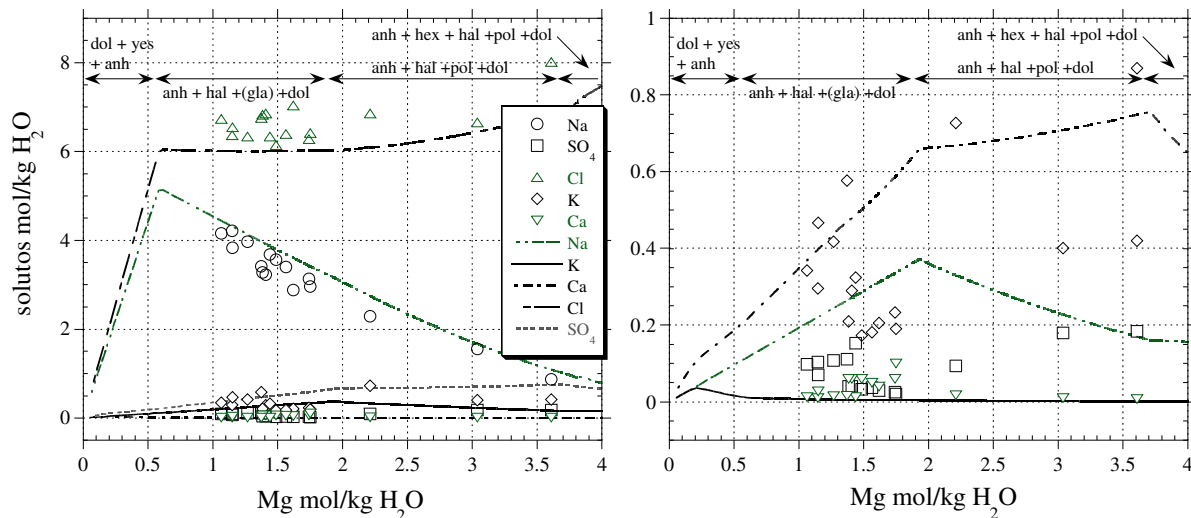 dol + yes
+ anh
anh + hex + hal +pol +dol
anh + hal +pol +dol
anh + hal +(gla) +dol
solutos mol/kg H2O
8
6
4
2
0
0 0.5 1 1.5 2 2.5 3 3.5 4
Mg mol/kg H2O
Na
SO4
Cl
K
Ca
Na
K
Ca
Cl
SO4
dol + yes
+ anh
anh + hex + hal +pol +dol
anh + hal +pol +dol
anh + hal +(gla) +dol
1
0.8
0.6
0.4
0.2
0
0 0.5 1 1.5 2 2.5 3 3.5 4
Mg mol/kg H2O